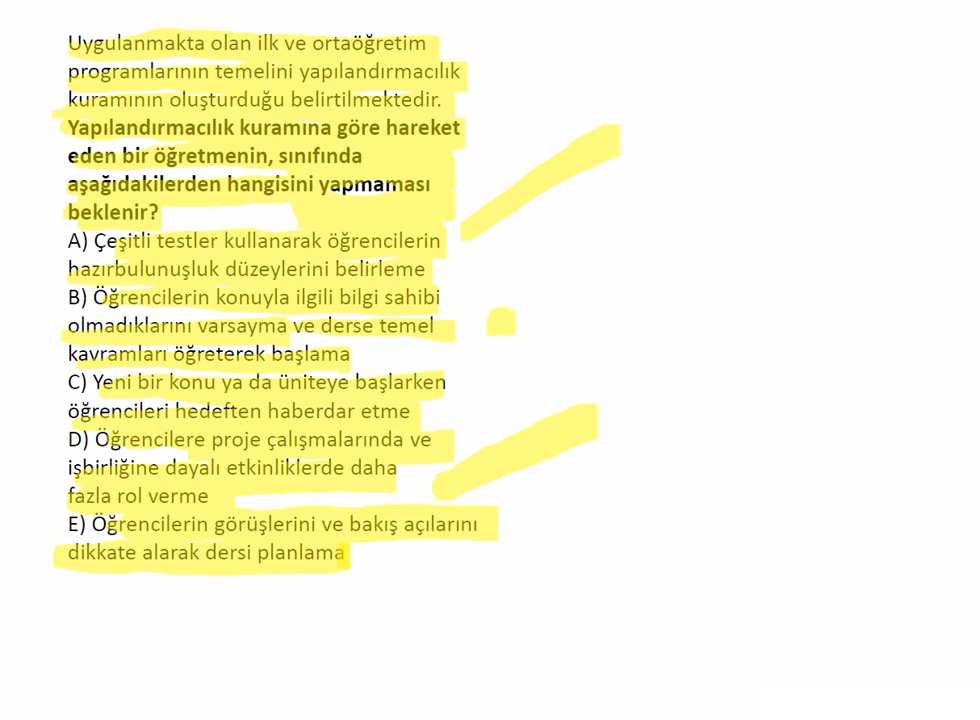 Uygulanmakta olan ilk ve ortaöğretim
programlarının temelini yapılandırmacılık
kuramının oluşturduğu belirtilmektedir.
Yapılandırmacılık kuramına göre hareket
eden bir öğretmenin, sınıfında
aşağıdakilerden hangisini yapmaması
beklenir?
A) Çeşitli testler kullanarak öğrencilerin
hazırbulunuşluk düzeylerini belirleme
B) Öğrencilerin konuyla ilgili bilgi sahibi
olmadıklarını varsayma ve derse temel
kavramları öğreterek başlama
C) Yeni bir konu ya da üniteye başlarken
öğrencileri hedeften haberdar etme
D) Öğrencilere proje çalışmalarında ve
işbirliğine dayalı etkinliklerde daha
fazla rol verme
E) Öğrencilerin görüşlerini ve bakış açılarını
dikkate alarak dersi planlama